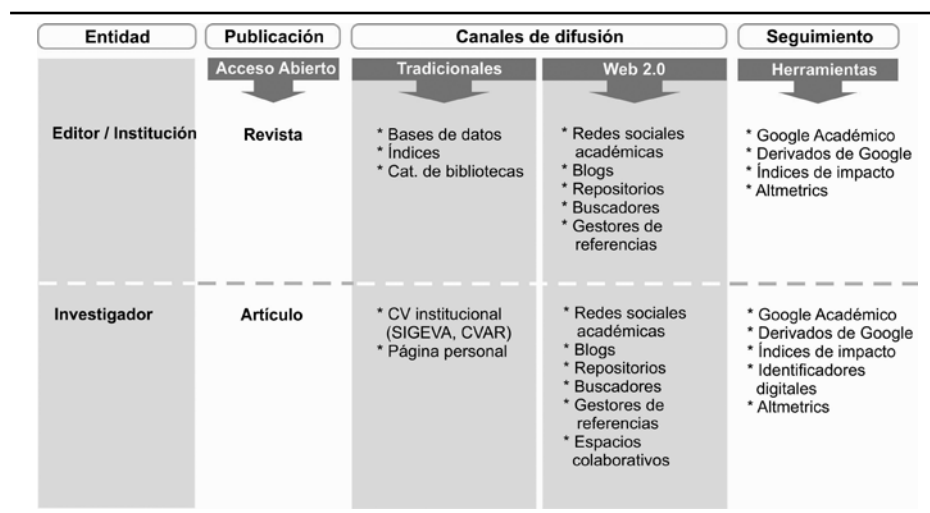 Entidad
Publicación
Canales de difusión
Seguimiento
Acceso Abierto
Tradicionales
Web 2.0
Herramientas
Editor / Institución
Revista
* Bases de datos
* Índices
* Cat. de bibliotecas
* Redes sociales
académicas
* Blogs
* Repositorios
* Buscadores
* Gestores de
referencias
* Google Académico
* Derivados de Google
* Índices de impacto
* Altmetrics
Investigador
Artículo
* CV institucional
(SIGEVA, CVAR)
* Página personal
* Redes sociales
académicas
* Blogs
* Repositorios
* Buscadores
* Gestores de
referencias
* Espacios
colaborativos
* Google Académico
* Derivados de Google
* Índices de impacto
* Identificadores
digitales
* Altmetrics